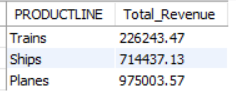 PRODUCTLINE Total_Revenue
Trains 226243.47
Ships 714437.13
Planes 975003.57